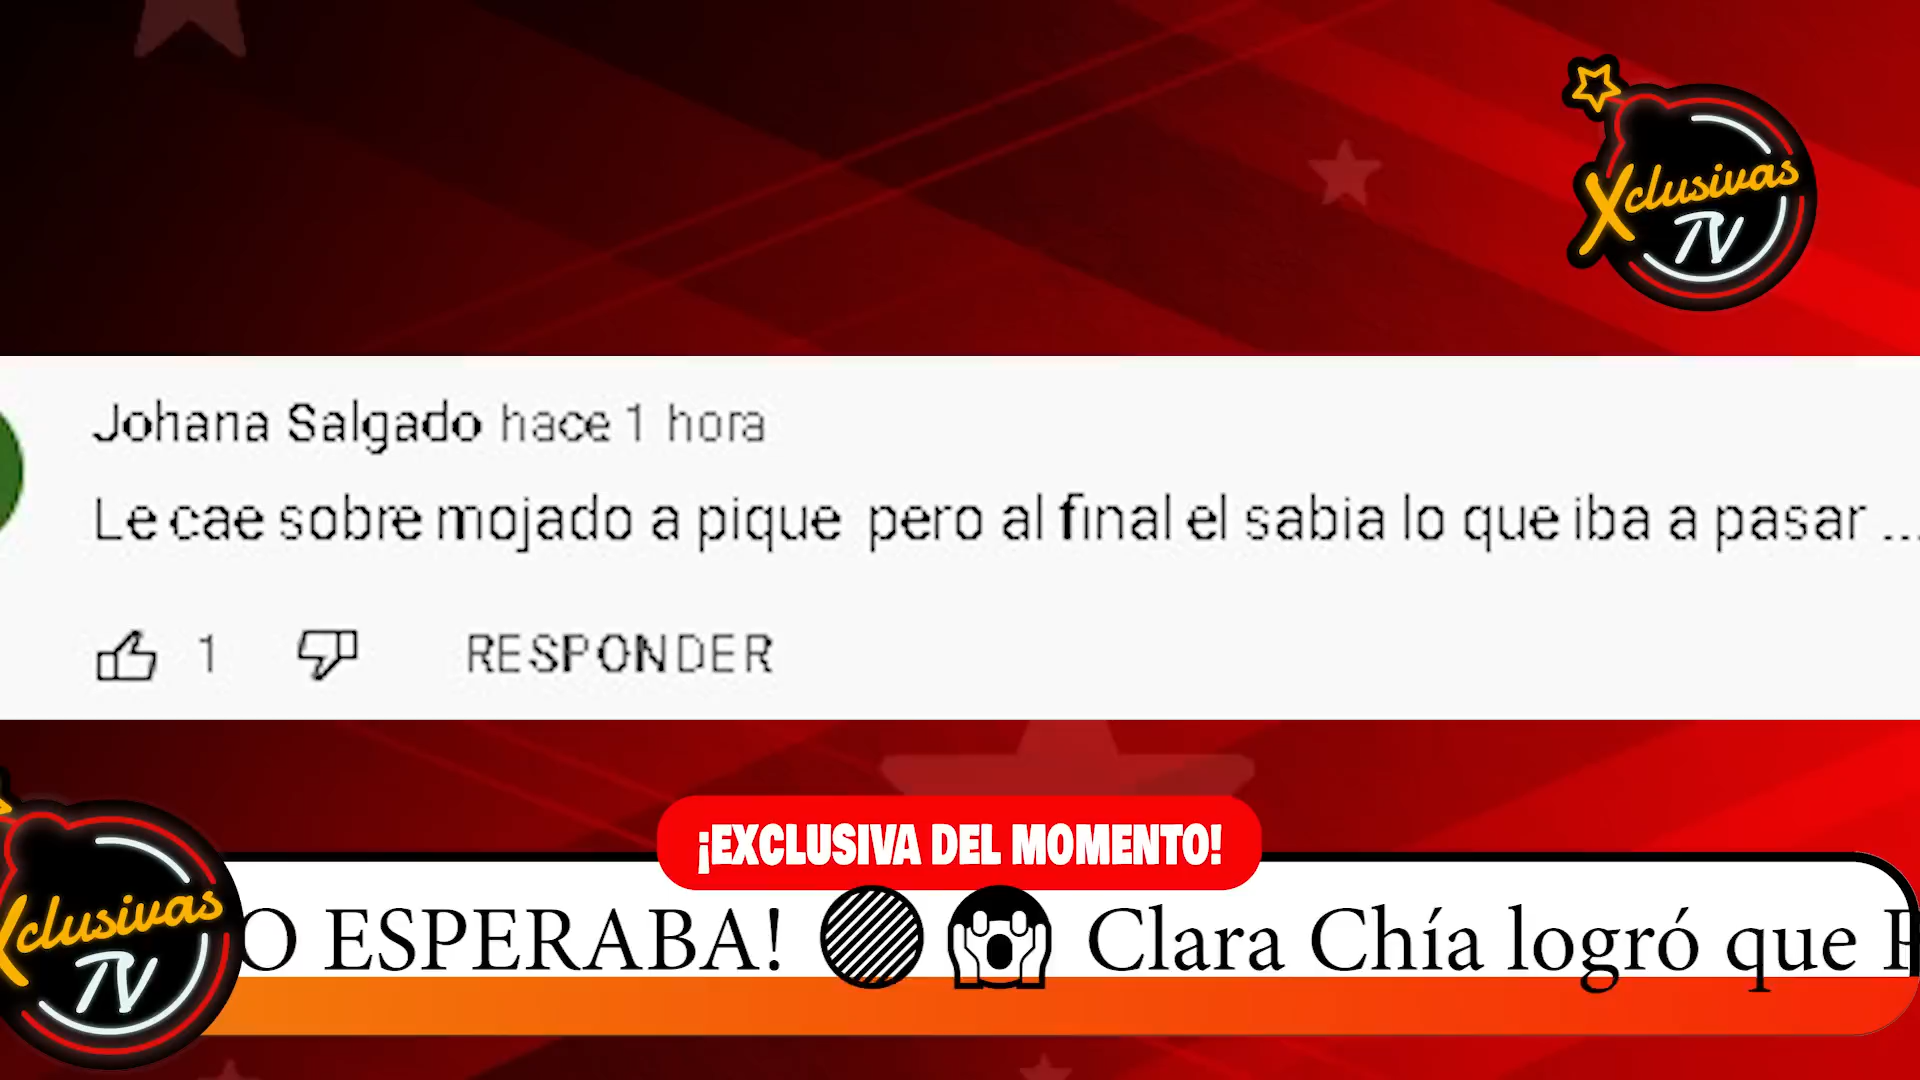 Xclusivas
TV
Johana Salgado hace 1 hora
Le cae sobre mojado a pique pero al final el sabia lo que iba a pasar ...
1
RESPONDER
¡EXCLUSIVA DEL MOMENTO!
Xclusivas
TV
O ESPERABA! Clara Chía logró que